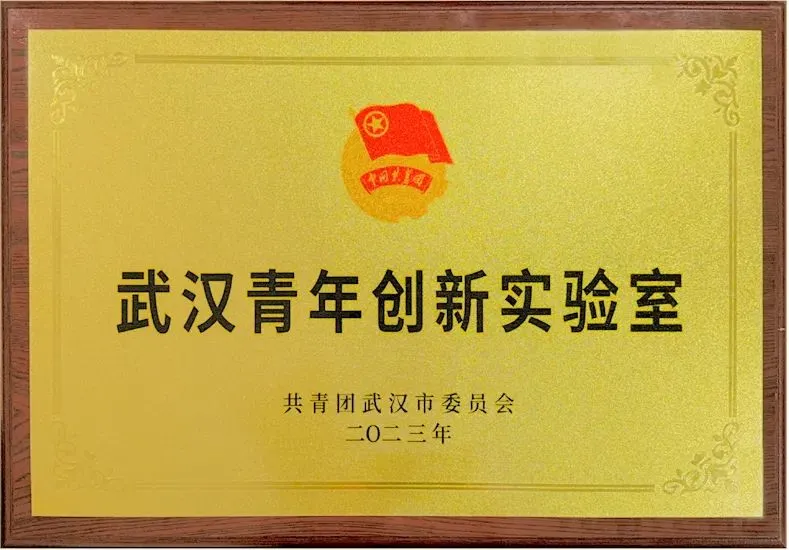 中国共青团
武汉青年创新实验室
共青团武汉市委员会
二〇二三年